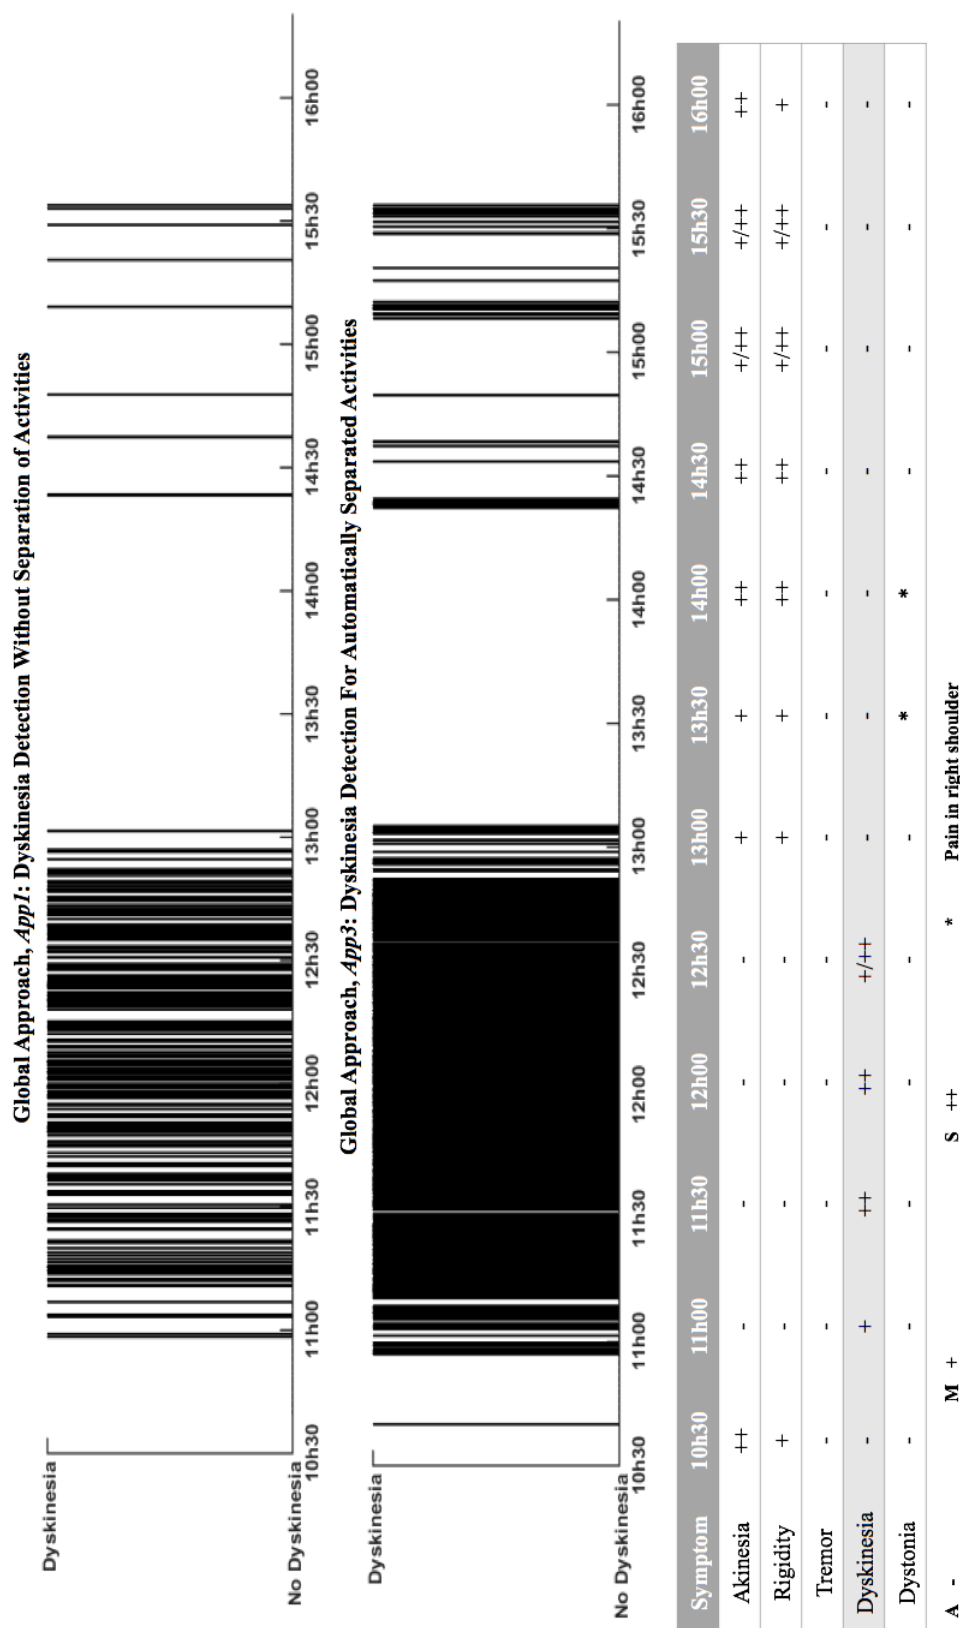 Global Approach, App1: Dyskinesia Detection Without Separation of Activities
Dyskinesia
No Dyskinesia
10h30 11h00 11h30 12h00 12h30 13h00 13h30 14h00 14h30 15h00 15h30 16h00
Global Approach, App3: Dyskinesia Detection For Automatically Separated Activities
Dyskinesia
No Dyskinesia
10h30 11h00 11h30 12h00 12h30 13h00 13h30 14h00 14h30 15h00 15h30 16h00
Symptom 10h30 11h00 11h30 12h00 12h30 13h00 13h30 14h00 14h30 15h00 15h30 16h00
Akinesia ++ - - - - + + ++ ++ +/++ +/++ ++
Rigidity + - - - - + + ++ ++ +/++ +/++ +
Tremor - - - - - - - - - - - -
Dyskinesia - + ++ ++ +/++ - - - - - - -
Dystonia - - - - - - * * - - - -
A - M + S ++ * Pain in right shoulder